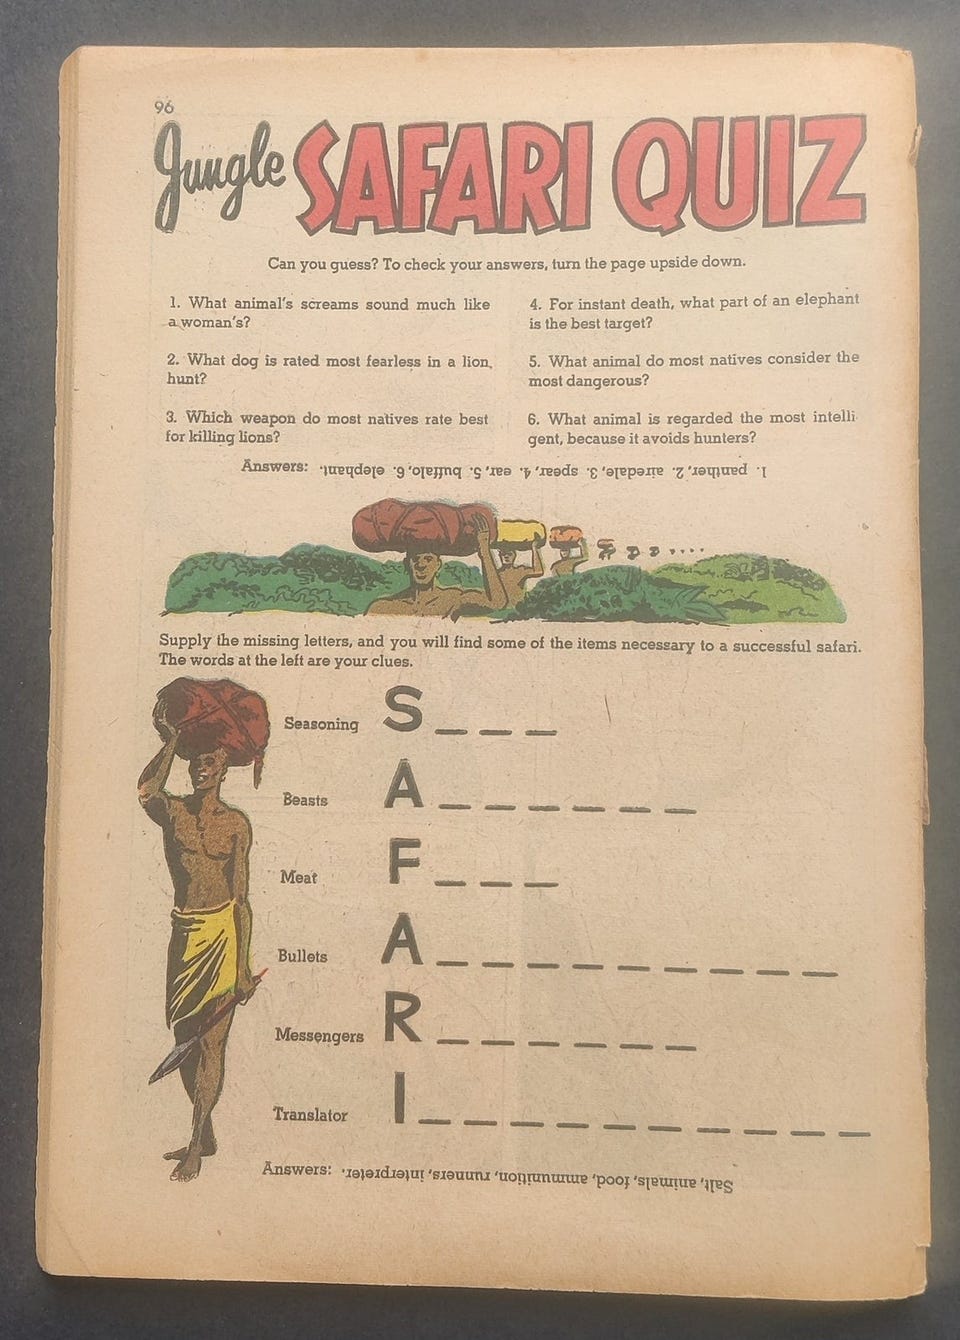 96
Jungle SAFARI QUIZ
Can you guess? To check your answers, turn the page upside down.
1. What animal's screams sound much like
a woman's?
2. What dog is rated most fearless in a lion,
hunt?
3. Which weapon do most natives rate best
for killing lions?
4. For instant death, what part of an elephant
is the best target?
5. What animal do most natives consider the
most dangerous?
6. What animal is regarded the most intelli
gent, because it avoids hunters?
Answers: 1. panther, 2. airedale, 3. spear, 4. ear, 5. buffalo, 6. elephant.
Supply the missing letters, and you will find some of the items necessary to a successful safari.
The words at the left are your clues.
Seasoning S _ _ _
Beasts A _ _ _ _ _ _
Meat F _ _ _
Bullets A _ _ _ _ _ _ _ _ _
Messengers R _ _ _ _ _ _
Translator I _ _ _ _ _ _ _ _ _ _
Answers: Salt, animals, food, ammunition, runners, interpreter.